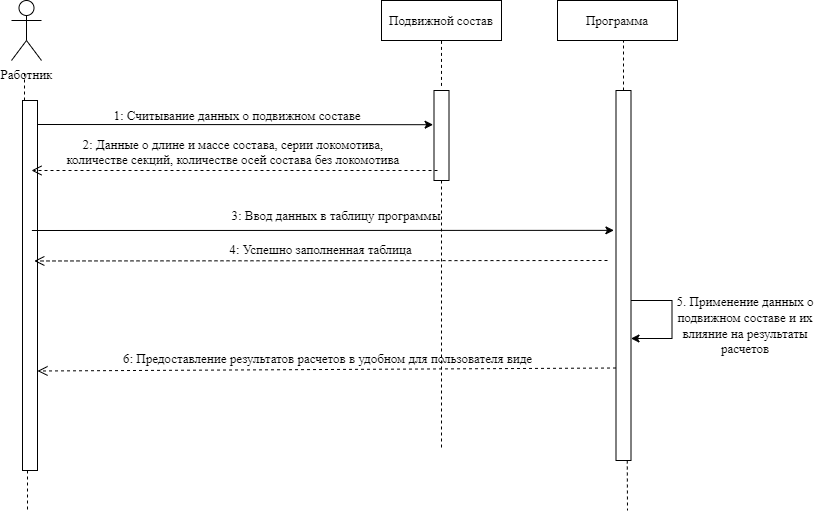 Подвижной состав
Программа
Работник
1: Считывание данных о подвижном составе
2: Данные о длине и массе состава, серии локомотива,
количестве секций, количестве осей состава без локомотива
3: Ввод данных в таблицу программы
4: Успешно заполненная таблица
5. Применение данных о
подвижном составе и их
влияние на результаты
расчетов
6: Предоставление результатов расчетов в удобном для пользователя виде